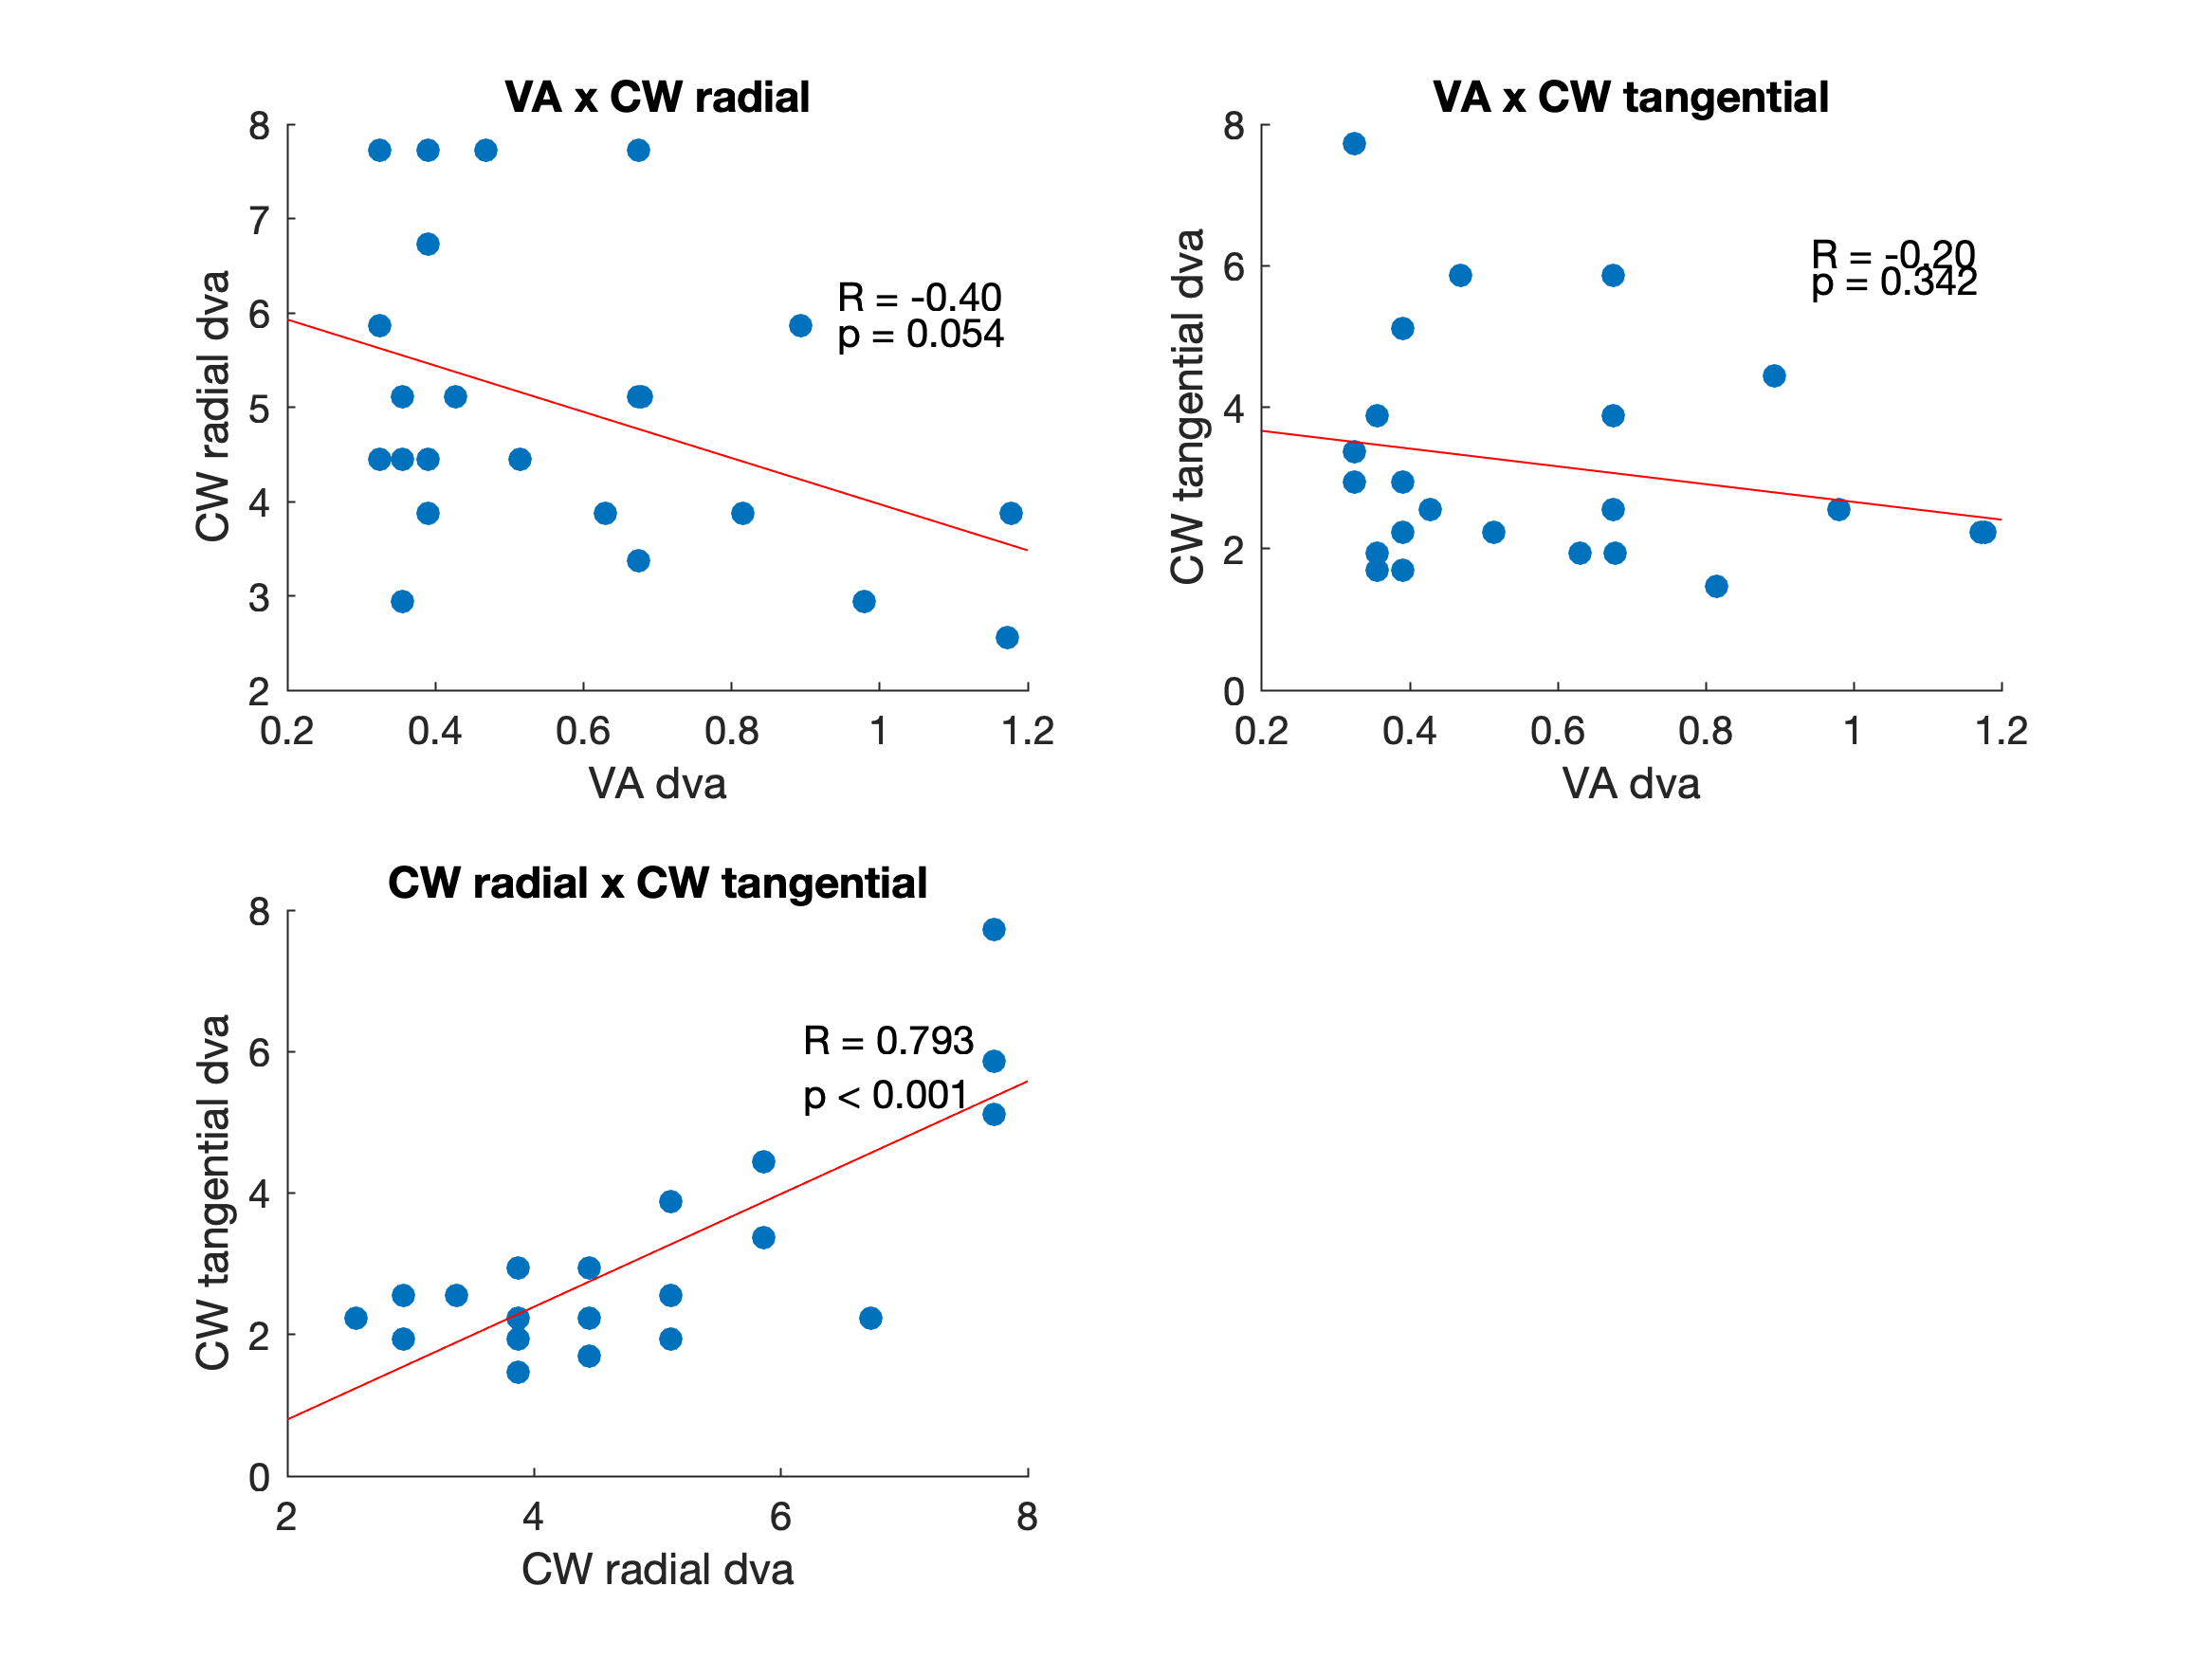 VA x CW radial
8
7
6
5
4
3
2
CW radial dva
R = -0.40
p = 0.054
0.2 0.4 0.6 0.8 1 1.2
VA dva
VA x CW tangential
8
6
4
2
0
CW tangential dva
R = -0.20
p = 0.342
0.2 0.4 0.6 0.8 1 1.2
VA dva
CW radial x CW tangential
8
6
4
2
0
CW tangential dva
R = 0.793
p < 0.001
2 4 6 8
CW radial dva